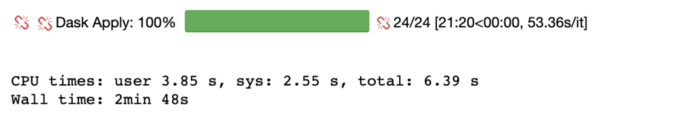 Dask Apply: 100% 24/24 [21:20<00:00, 53.36s/it]
CPU times: user 3.85 s, sys: 2.55 s, total: 6.39 s
Wall time: 2min 48s